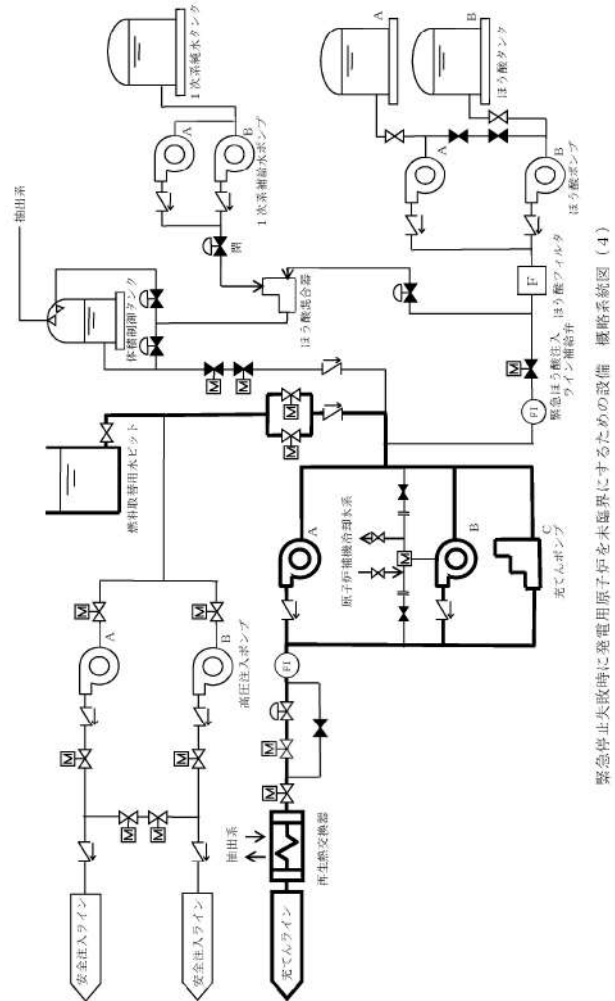 抽出系
1次系純水タンク
A
B
1次系補給水ポンプ
閉
体積制御タンク
ほう酸混合器
A
B
ほう酸タンク
A
B
ほう酸ポンプ
F
ほう酸フィルタ
M
FI
緊急ほう酸注入
ライン補給弁
M
M
燃料取替用水ピット
M
M
M
A
M
B
高圧注入ポンプ
M
M
M
M
安全注入ライン
安全注入ライン
A
原子炉補機冷却水系
M
B
C
充てんポンプ
FI
M
M
抽出系
再生熱交換器
充てんライン
緊急停止失敗時に発電用原子炉を未臨界にするための設備 概略系統図(4)